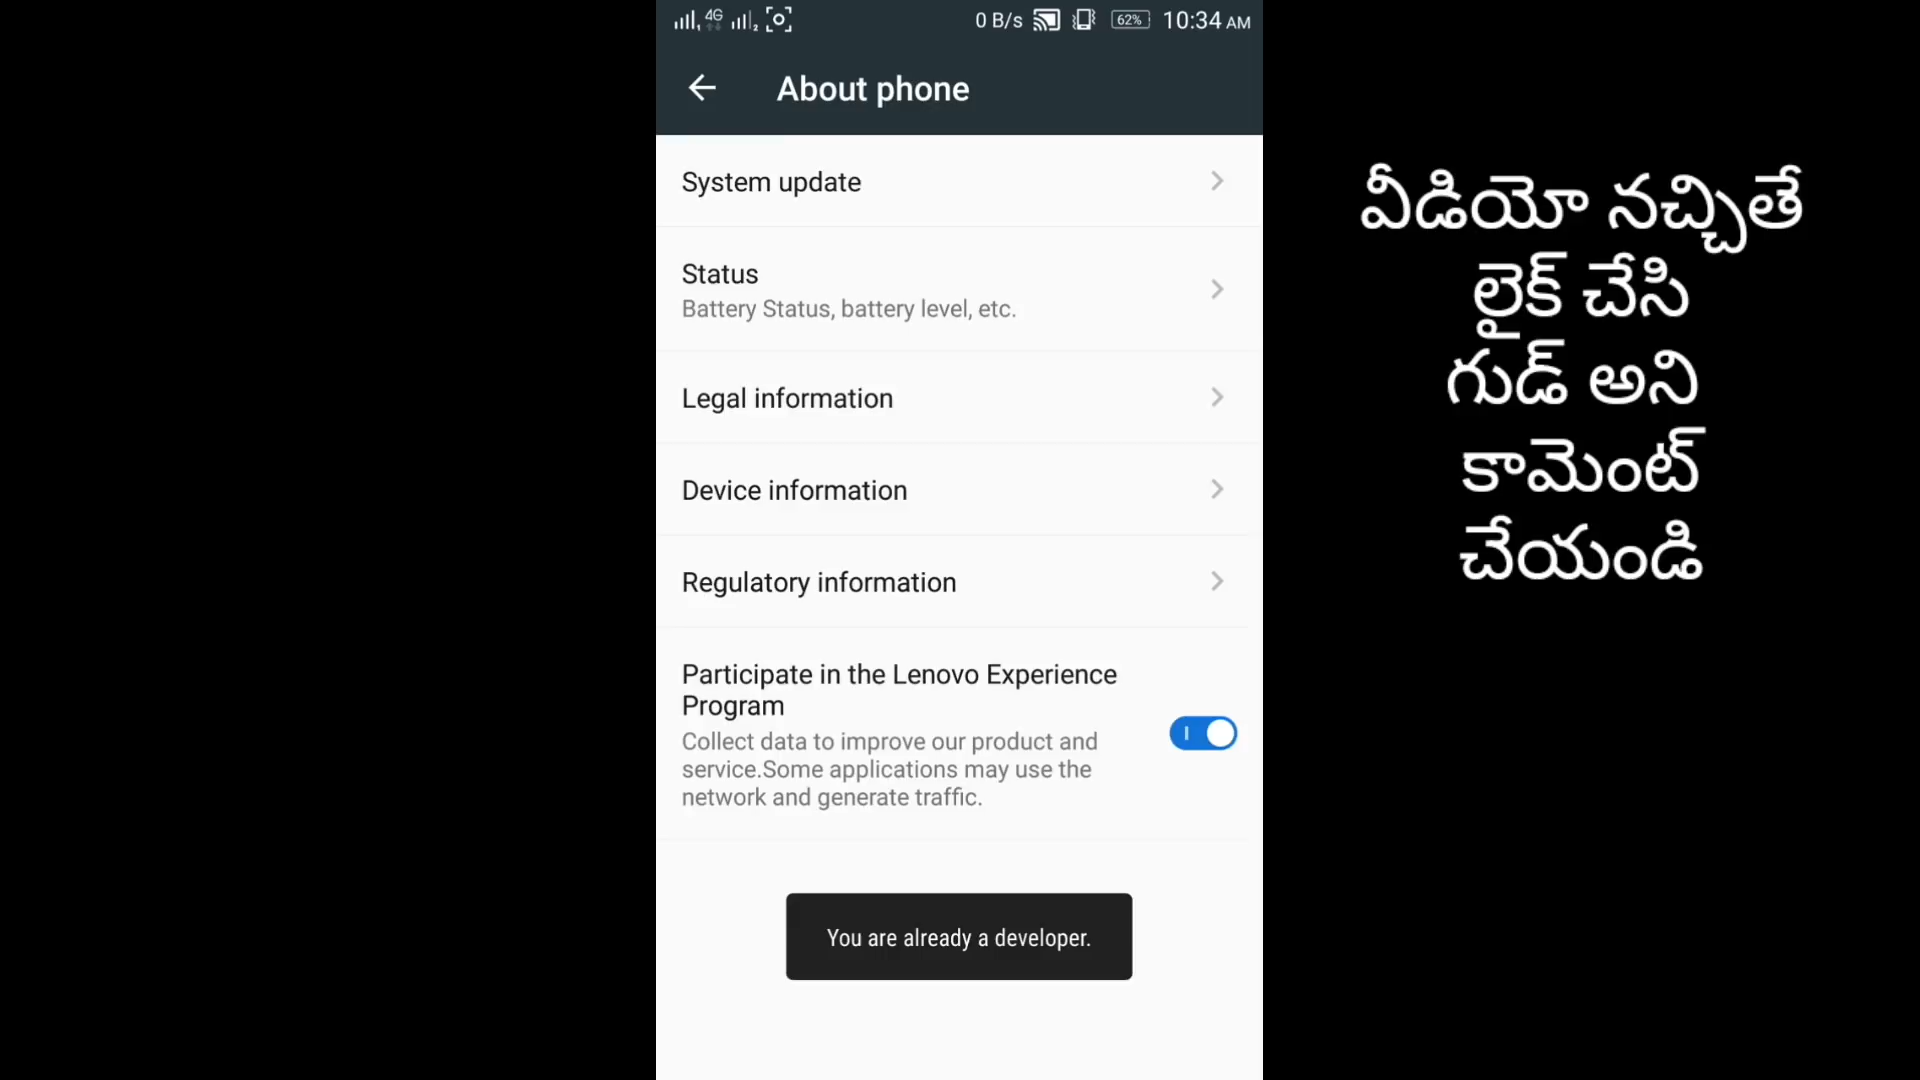 4G
0 B/s
62%
10:34 AM
About phone
System update
Status
Battery Status, battery level, etc.
Legal information
Device information
Regulatory information
Participate in the Lenovo Experience
Program
Collect data to improve our product and
service.Some applications may use the
network and generate traffic.
You are already a developer.
వీడియో నచ్చితే
లైక్ చేసి
గుడ్ అని
కామెంట్
చేయండి